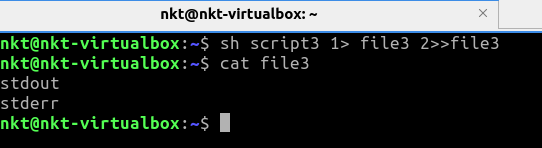 nkt@nkt-virtualbox: ~
nkt@nkt-virtualbox:~$ sh script3 1> file3 2>>file3
nkt@nkt-virtualbox:~$ cat file3
stdout
stderr
nkt@nkt-virtualbox:~$